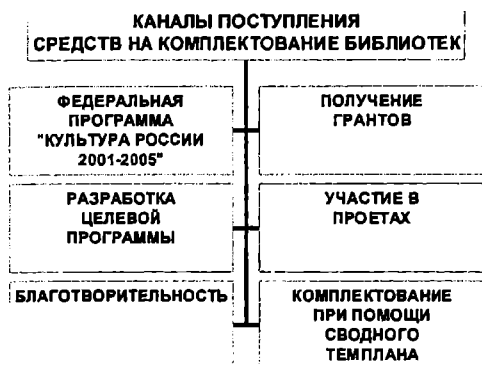 КАНАЛЫ ПОСТУПЛЕНИЯ
СРЕДСТВ НА КОМПЛЕКТОВАНИЕ БИБЛИОТЕК
ФЕДЕРАЛЬНАЯ
ПРОГРАММА
"КУЛЬТУРА РОССИИ
2001-2005"
ПОЛУЧЕНИЕ
ГРАНТОВ
РАЗРАБОТКА
ЦЕЛЕВОЙ
ПРОГРАММЫ
УЧАСТИЕ В
ПРОЕТАХ
БЛАГОТВОРИТЕЛЬНОСТЬ
КОМПЛЕКТОВАНИЕ
ПРИ ПОМОЩИ
СВОДНОГО
ТЕМПЛАНА